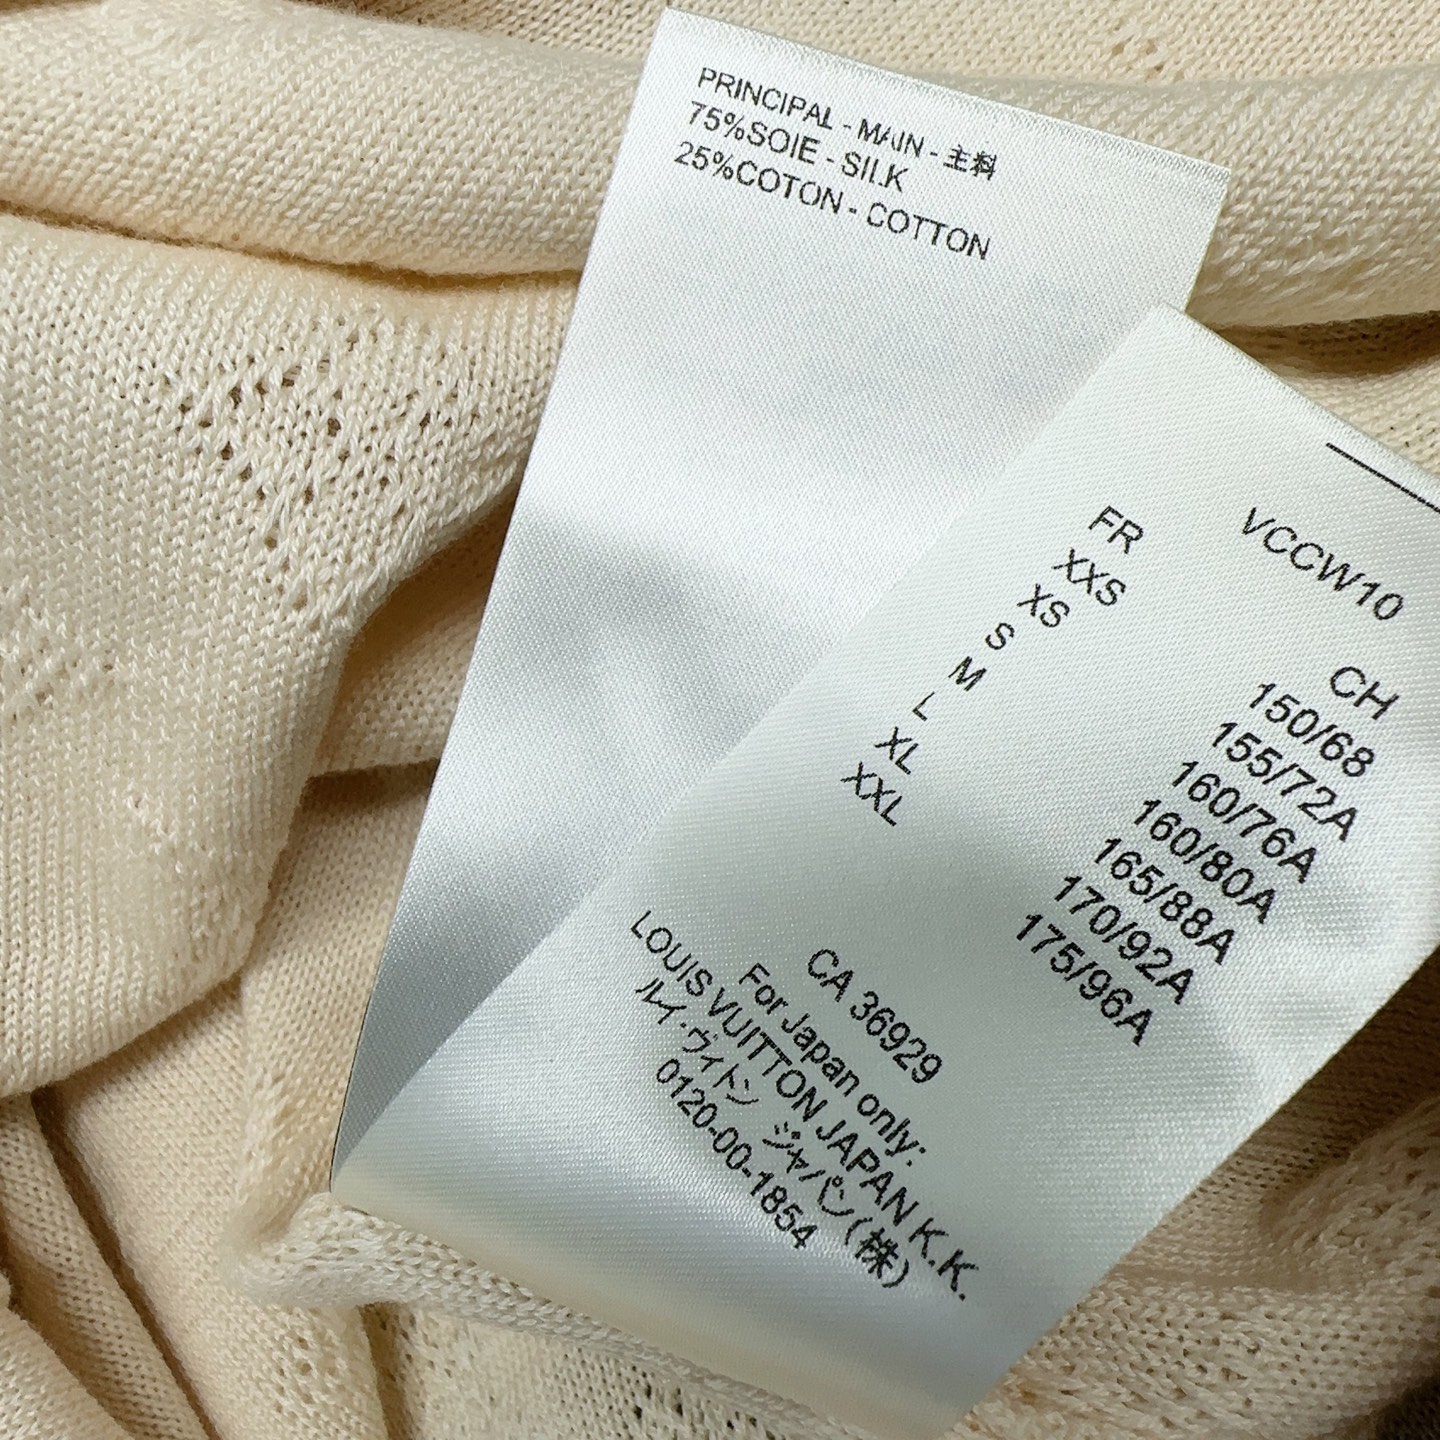 PRINCIPAL - MAIN - 主料
75%SOIE - SILK
25%COTON - COTTON
VCCW10
FR CH
XXS 150/68
XS 155/72A
S 160/76A
M 160/80A
L 165/88A
XL 170/92A
XXL 175/96A
CA 36929
For Japan only:
LOUIS VUITTON JAPAN K.K.
ルイ·ヴィトン ジャパン(株)
0120-00-1854